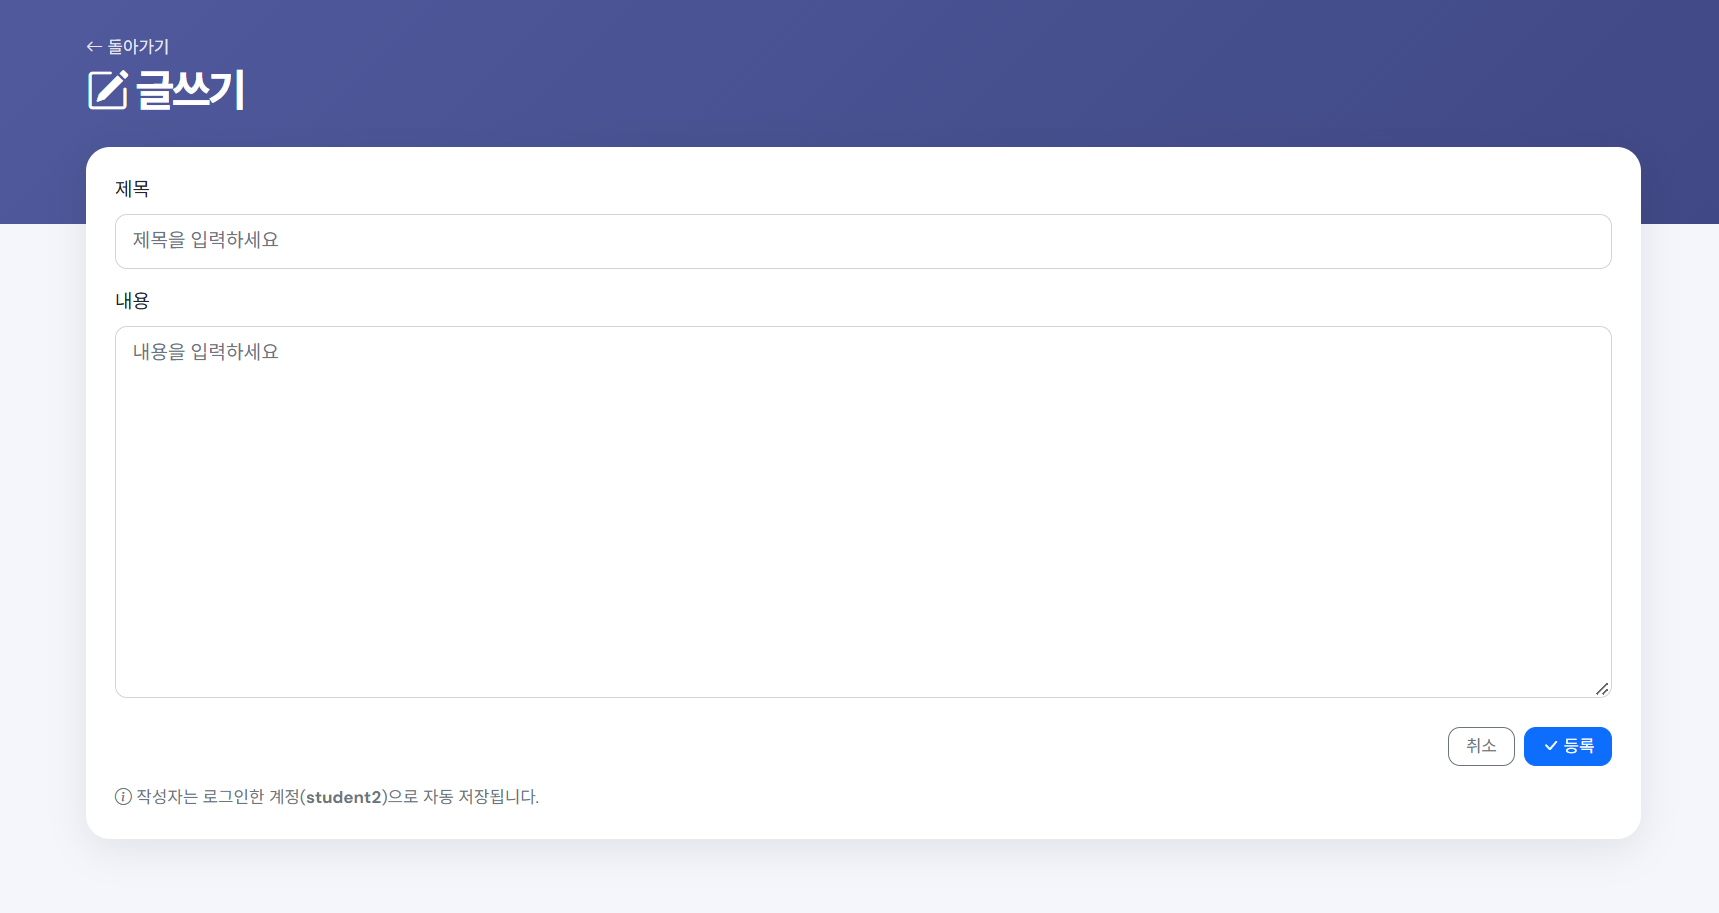 돌아가기
글쓰기
제목
제목을 입력하세요
내용
내용을 입력하세요
취소 등록
작성자는 로그인한 계정(student2)으로 자동 저장됩니다.